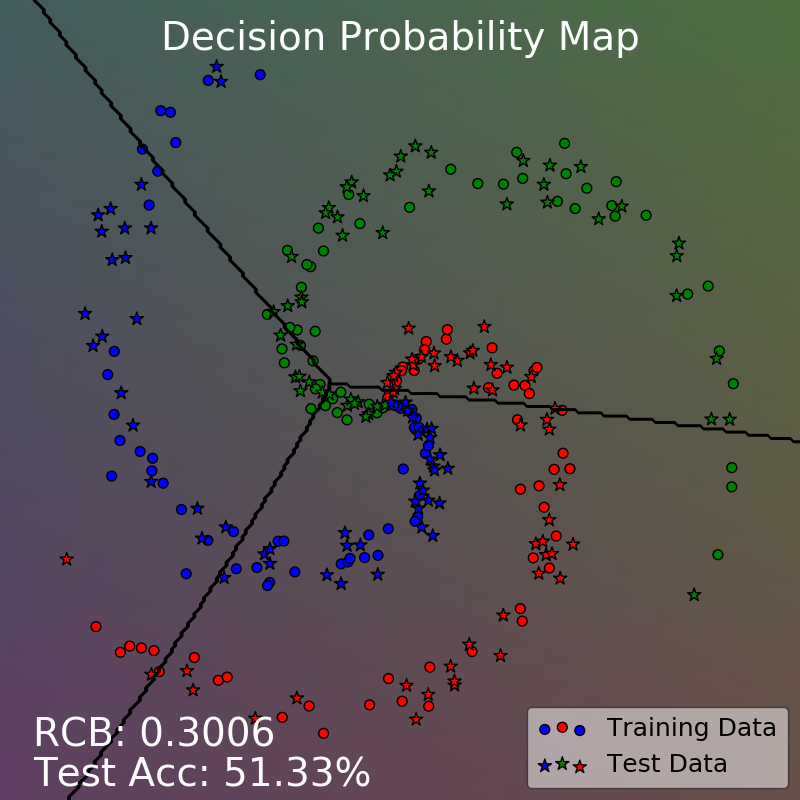 Decision Probability Map
RCB: 0.3006
Test Acc: 51.33%
Training Data
Test Data